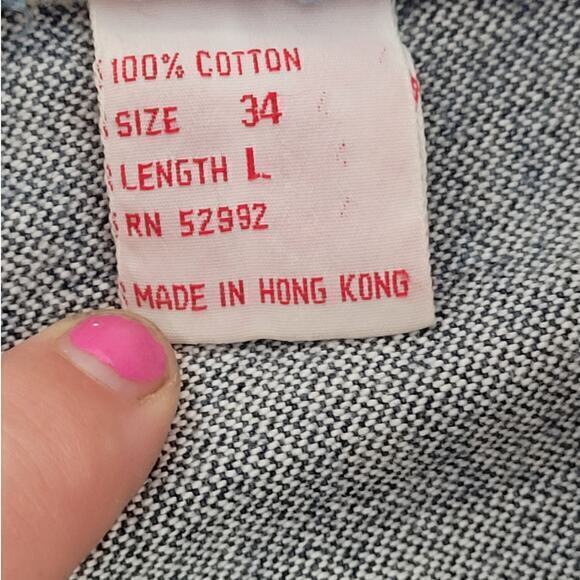 100% COTTON
SIZE 34
LENGTH L
RN 52992
MADE IN HONG KONG